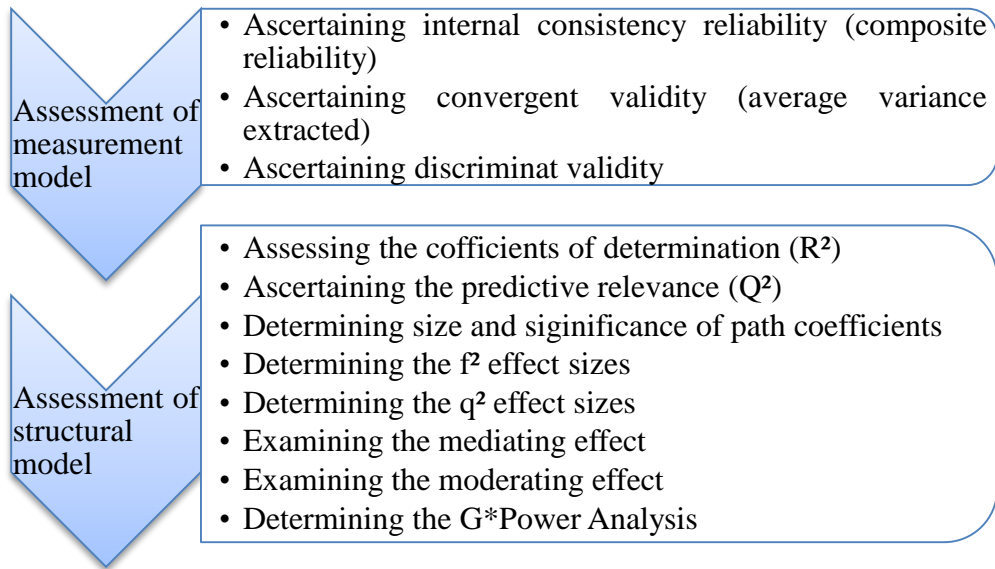 Assessment of
measurement
model
• Ascertaining internal consistency reliability (composite
reliability)
• Ascertaining convergent validity (average variance
extracted)
• Ascertaining discriminat validity
Assessment of
structural
model
• Assessing the cofficients of determination (R²)
• Ascertaining the predictive relevance (Q²)
• Determining size and siginificance of path coefficients
• Determining the f² effect sizes
• Determining the q² effect sizes
• Examining the mediating effect
• Examining the moderating effect
• Determining the G*Power Analysis